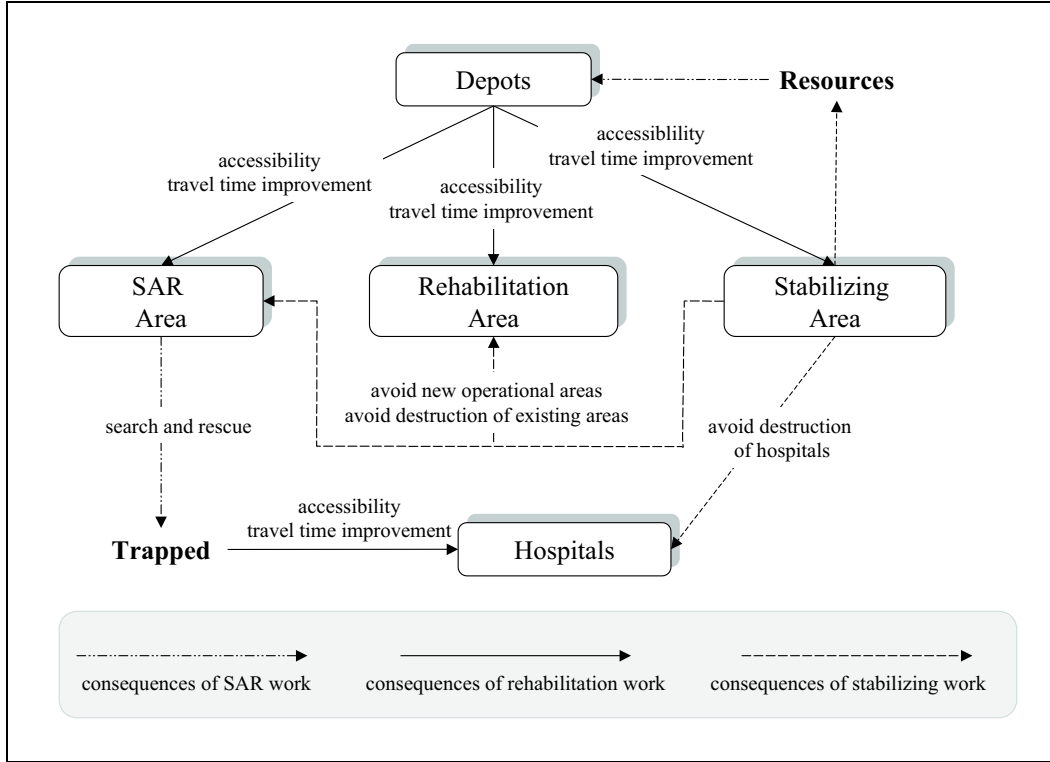 Depots
Resources
accessibility
travel time improvement
accessibility
travel time improvement
accessiblility
travel time improvement
SAR
Area
Rehabilitation
Area
Stabilizing
Area
avoid new operational areas
avoid destruction of existing areas
search and rescue
avoid destruction
of hospitals
accessibility
travel time improvement
Trapped
Hospitals
consequences of SAR work
consequences of rehabilitation work
consequences of stabilizing work